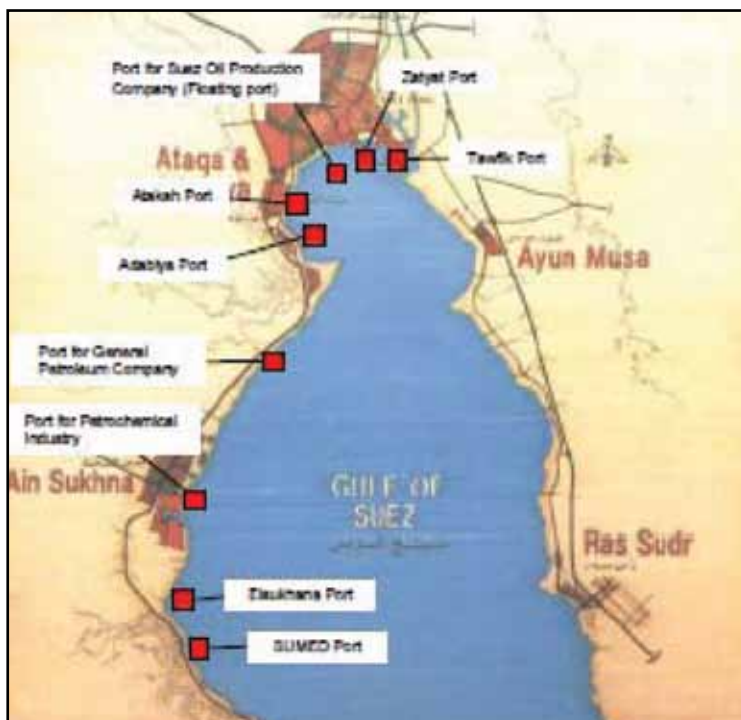 Port for Suez Oil Production
Company (Floating port)
Zatyat Port
Ataqa &
Tawfik Port
Atakah Port
Adabiya Port
Ayun Musa
Port for General
Petroleum Company
Port for Petrochemical
Industry
Ain Sukhna
GULF OF
SUEZ
خليج السويس
Ras Sudr
Elsukhana Port
SUMED Port